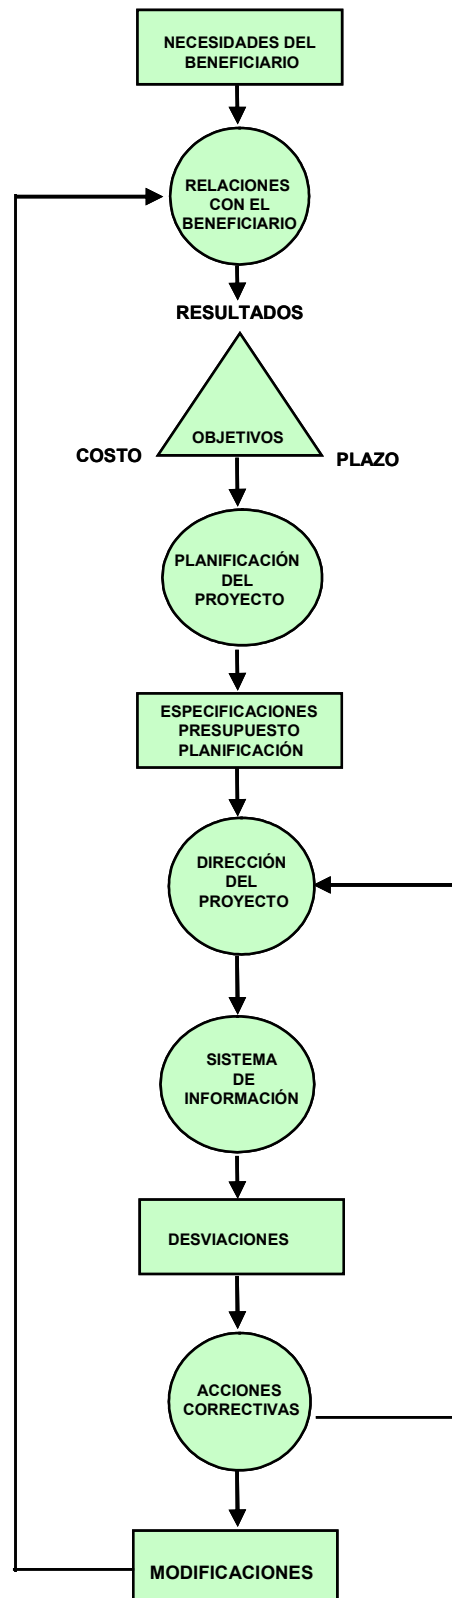 NECESIDADES DEL
BENEFICIARIO
RELACIONES
CON EL
BENEFICIARIO
RESULTADOS
OBJETIVOS
COSTO
PLAZO
PLANIFICACIÓN
DEL
PROYECTO
ESPECIFICACIONES
PRESUPUESTO
PLANIFICACIÓN
DIRECCIÓN
DEL
PROYECTO
SISTEMA
DE
INFORMACIÓN
DESVIACIONES
ACCIONES
CORRECTIVAS
MODIFICACIONES